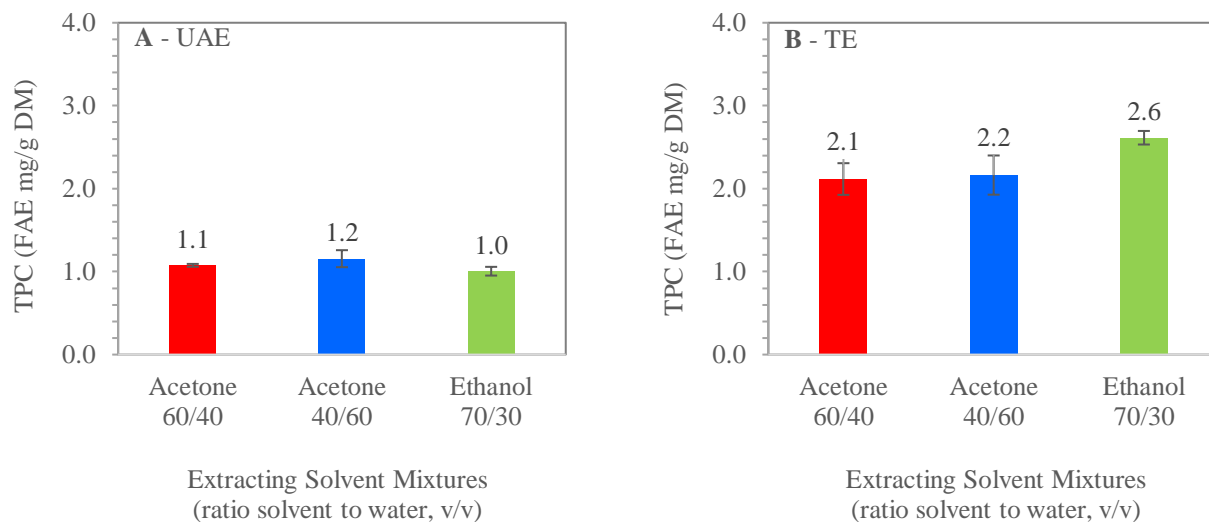 A - UAE
TPC (FAE mg/g DM)
4.0
3.0
2.0
1.0
0.0
1.1
1.2
1.0
Acetone
60/40
Acetone
40/60
Ethanol
70/30
Extracting Solvent Mixtures
(ratio solvent to water, v/v)
B - TE
TPC (FAE mg/g DM)
4.0
3.0
2.0
1.0
0.0
2.1
2.2
2.6
Acetone
60/40
Acetone
40/60
Ethanol
70/30
Extracting Solvent Mixtures
(ratio solvent to water, v/v)